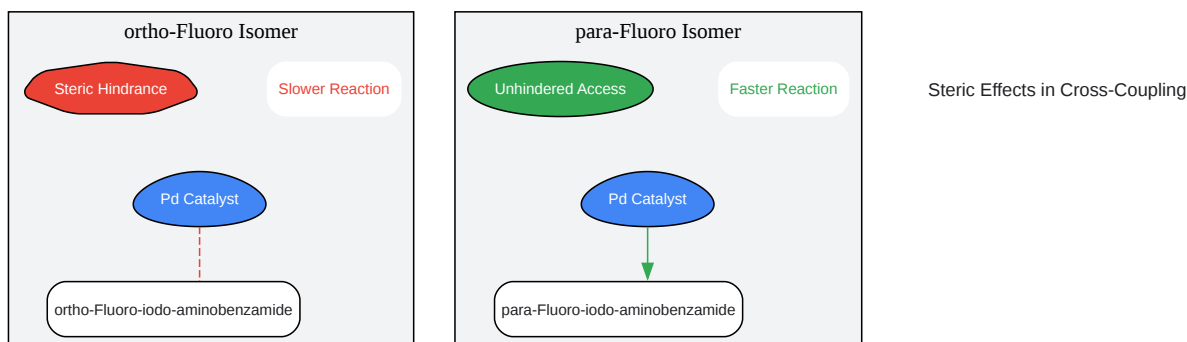 ortho-Fluoro Isomer
Steric Hindrance
Slower Reaction
Pd Catalyst
ortho-Fluoro-iodo-aminobenzamide
para-Fluoro Isomer
Unhindered Access
Faster Reaction
Pd Catalyst
para-Fluoro-iodo-aminobenzamide
Steric Effects in Cross-Coupling